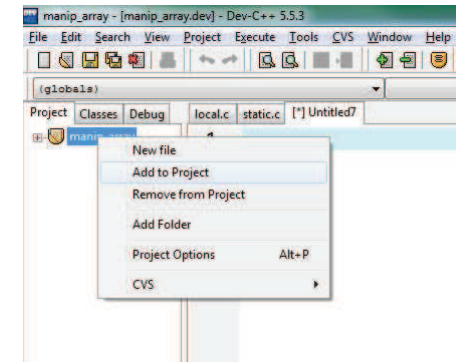 manip_array - [manip_array.dev] - Dev-C++ 5.5.3
File Edit Search View Project Execute Tools CVS Window Help
(globals)
Project Classes Debug local.c static.c [*] Untitled7
manip_array
New file
Add to Project
Remove from Project
Add Folder
Project Options Alt+P
CVS